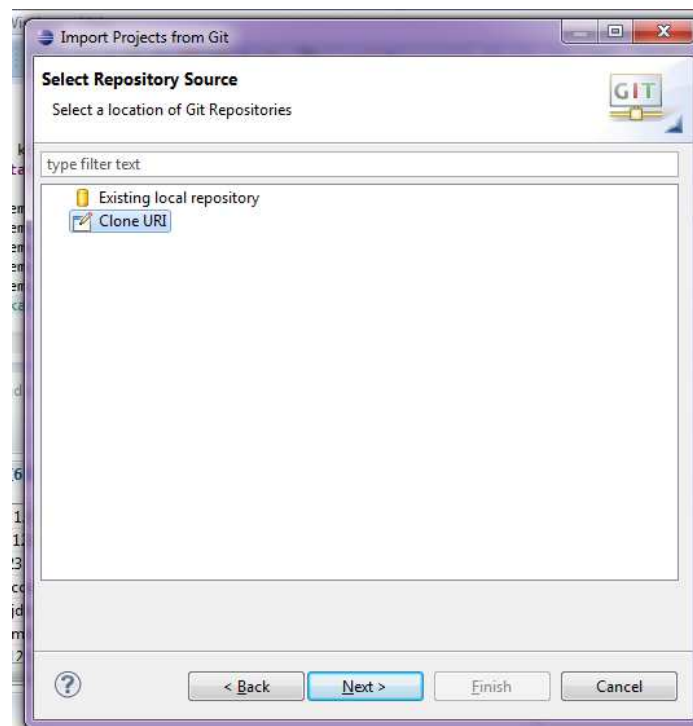 Import Projects from Git
Select Repository Source
Select a location of Git Repositories
GIT
type filter text
Existing local repository
Clone URI
< Back
Next >
Finish
Cancel